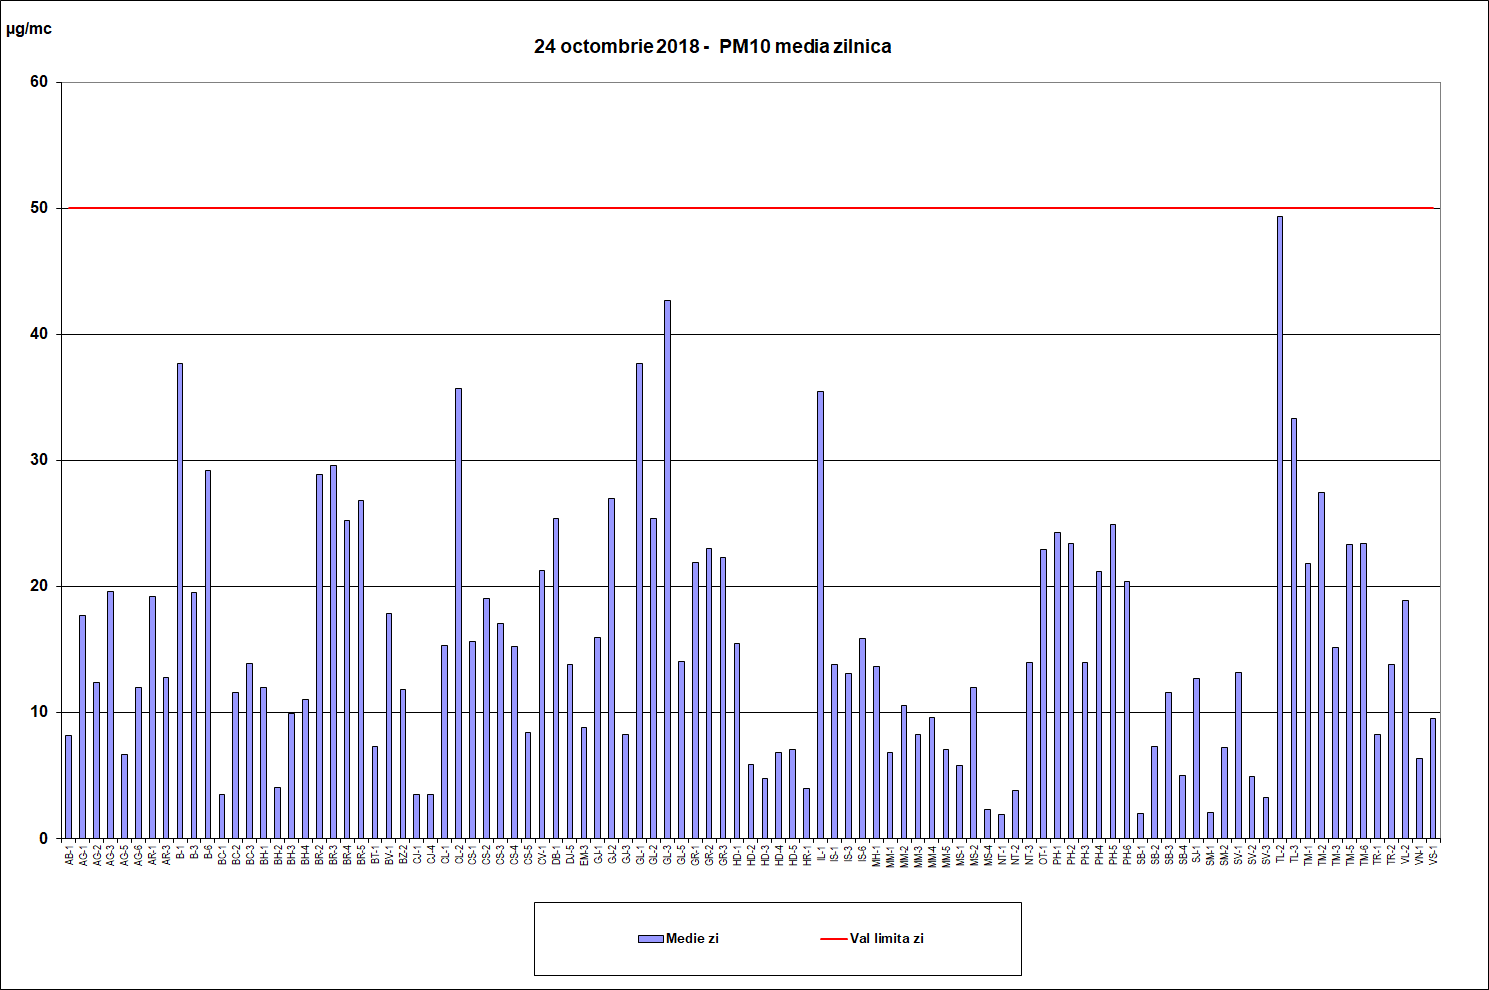 µg/mc
24 octombrie 2018 - PM10 media zilnica
60
50
40
30
20
10
0
AB-1 AG-1 AG-2 AG-3 AG-5 AG-6 AR-1 AR-3 B-1 B-3 B-6 BC-1 BC-2 BC-3 BH-1 BH-2 BH-3 BH-4 BR-2 BR-3 BR-4 BR-5 BT-1 BV-1 BZ-2 CJ-1 CJ-4 CL-1 CL-2 CS-1 CS-2 CS-3 CS-4 CS-5 CV-1 DB-1 DJ-5 EM-3 GJ-1 GJ-2 GJ-3 GL-1 GL-2 GL-3 GL-5 GR-1 GR-2 GR-3 HD-1 HD-2 HD-3 HD-4 HD-5 HR-1 IL-1 IS-1 IS-3 IS-6 MH-1 MM-1 MM-2 MM-3 MM-4 MM-5 MS-1 MS-2 MS-4 NT-1 NT-2 NT-3 OT-1 PH-1 PH-2 PH-3 PH-4 PH-5 PH-6 SB-1 SB-2 SB-3 SB-4 SJ-1 SM-1 SM-2 SV-1 SV-2 SV-3 TL-2 TL-3 TM-1 TM-2 TM-3 TM-5 TM-6 TR-1 TR-2 VL-2 VN-1 VS-1
Medie zi Val limita zi